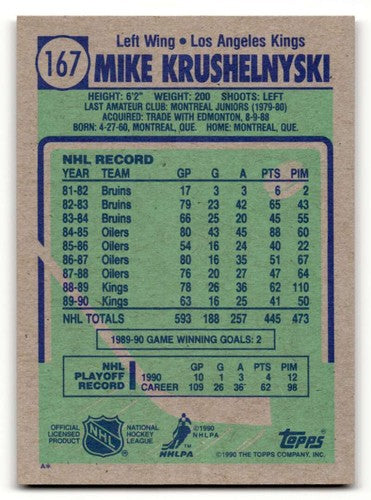 167
Left Wing • Los Angeles Kings
MIKE KRUSHELNYSKI
HEIGHT: 6'2" WEIGHT: 200 SHOOTS: LEFT
LAST AMATEUR CLUB: MONTREAL JUNIORS (1979-80)
ACQUIRED: TRADE WITH EDMONTON, 8-9-88
BORN: 4-27-60, MONTREAL, QUE. HOME: MONTREAL, QUE.
NHL RECORD
YEAR TEAM GP G A PTS PIM
81-82 Bruins 17 3 3 6 2
82-83 Bruins 79 23 42 65 43
83-84 Bruins 66 25 20 45 55
84-85 Oilers 80 43 45 88 60
85-86 Oilers 54 16 24 40 22
86-87 Oilers 80 16 35 51 67
87-88 Oilers 76 20 27 47 64
88-89 Kings 78 26 36 62 110
89-90 Kings 63 16 25 41 50
NHL TOTALS 593 188 257 445 473
1989-90 GAME WINNING GOALS: 2
NHL PLAYOFF RECORD
1990 10 1 3 4 12
CAREER 109 26 36 62 98
OFFICIAL LICENSED PRODUCT
NHL
NATIONAL HOCKEY LEAGUE
©1990 NHLPA
NHLPA
TOPPS
©1990 THE TOPPS COMPANY, INC.
A*